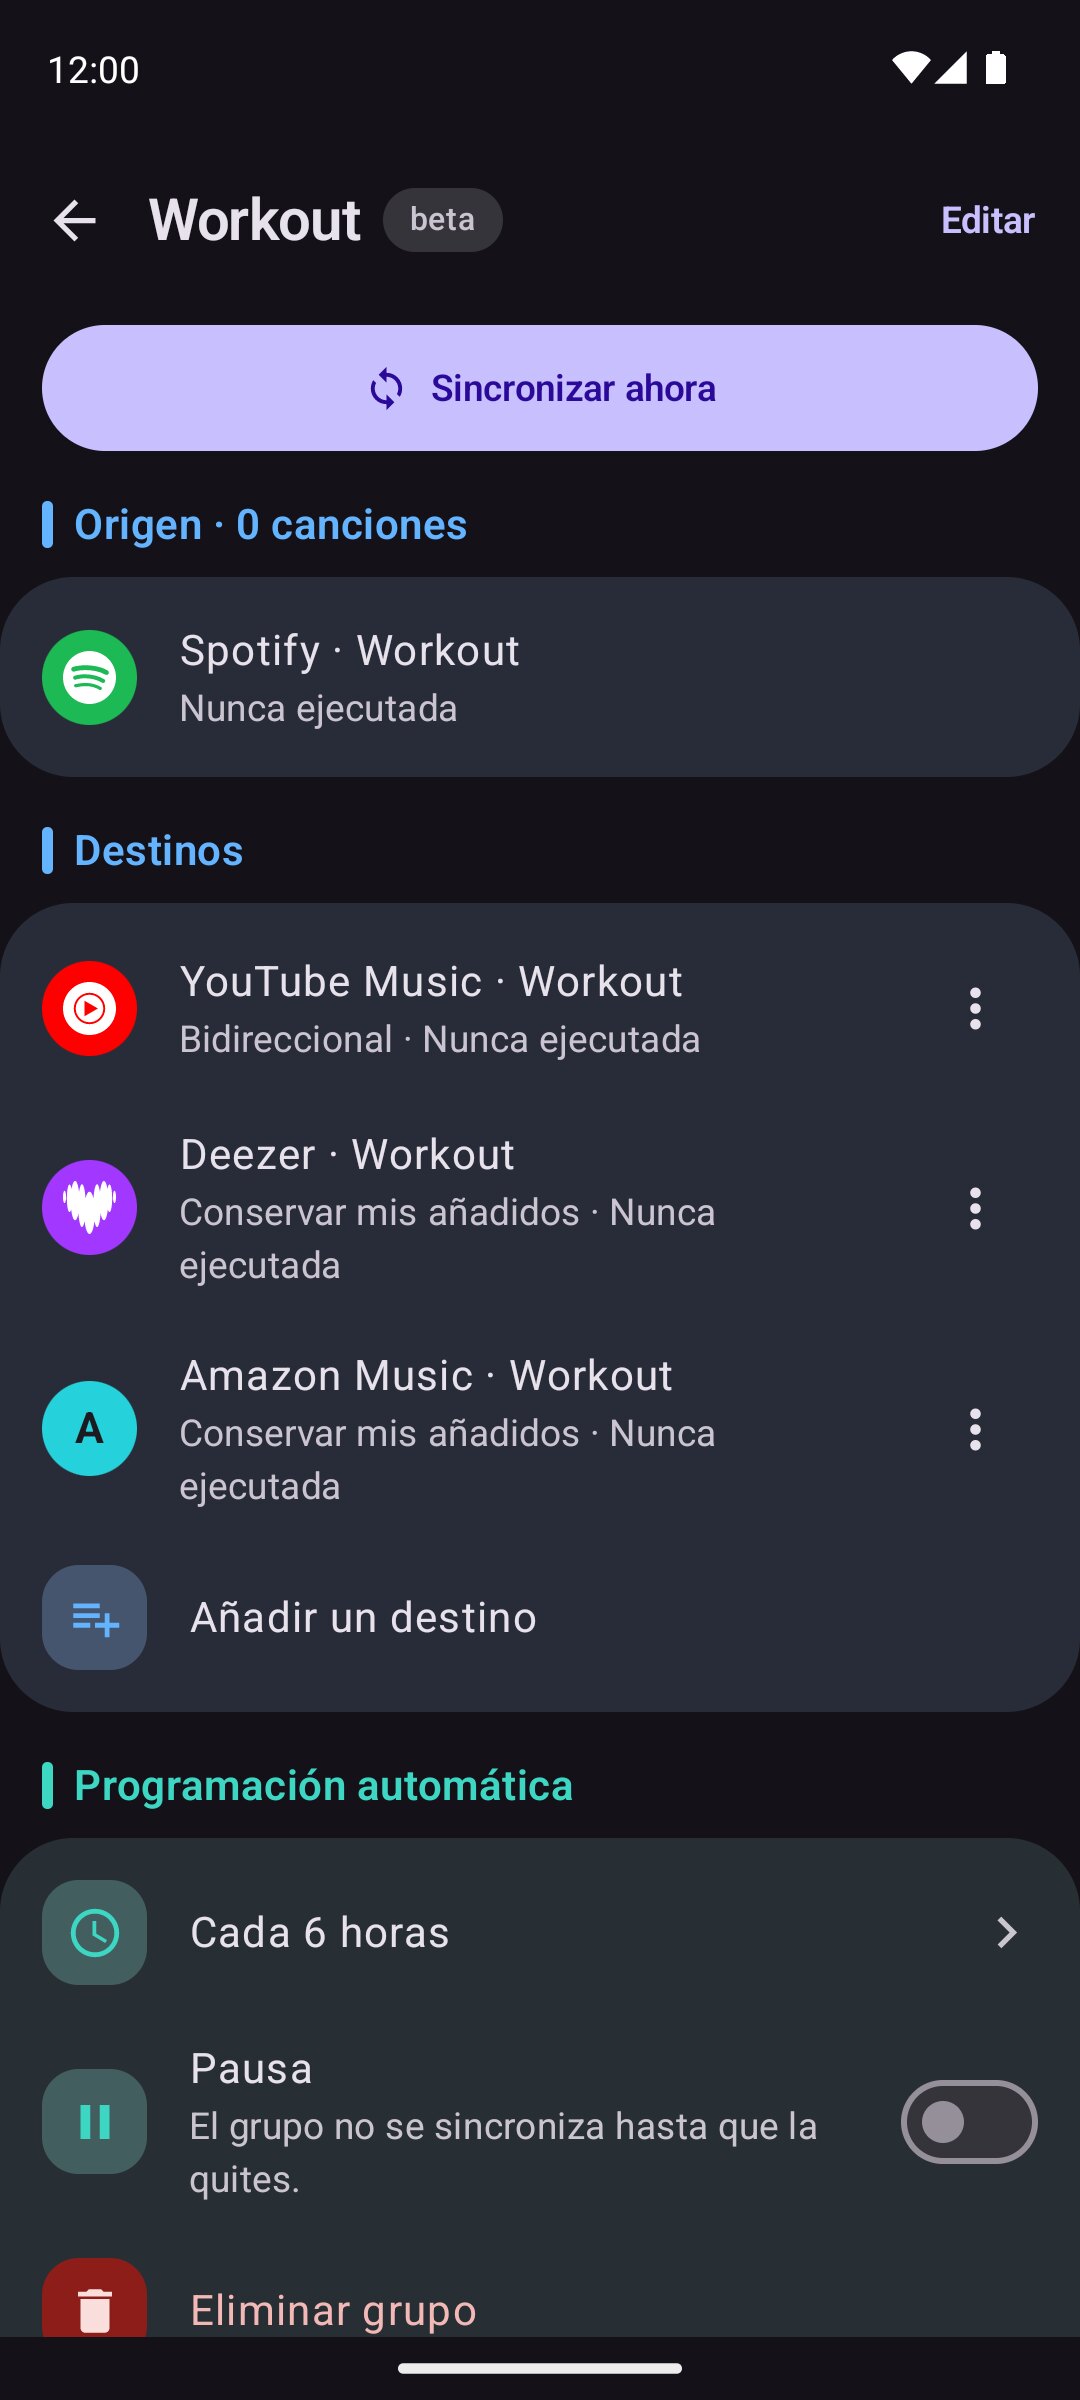 12:00
Workout beta Editar
Sincronizar ahora
Origen · 0 canciones
Spotify · Workout
Nunca ejecutada
Destinos
YouTube Music · Workout
Bidireccional · Nunca ejecutada
Deezer · Workout
Conservar mis añadidos · Nunca
ejecutada
A
Amazon Music · Workout
Conservar mis añadidos · Nunca
ejecutada
Añadir un destino
Programación automática
Cada 6 horas
Pausa
El grupo no se sincroniza hasta que la
quites.
Eliminar grupo